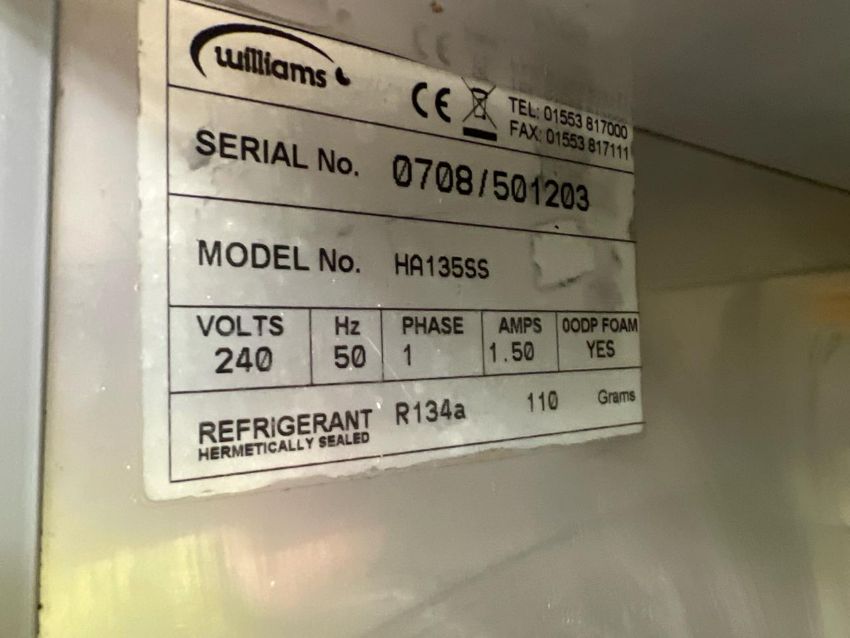 williams
CE
TEL: 01553 817000
FAX: 01553 817111
SERIAL No. 0708/501203
MODEL No. HA135SS
VOLTS Hz PHASE AMPS 0ODP FOAM
240 50 1 1.50 YES
REFRIGERANT R134a 110 Grams
HERMETICALLY SEALED